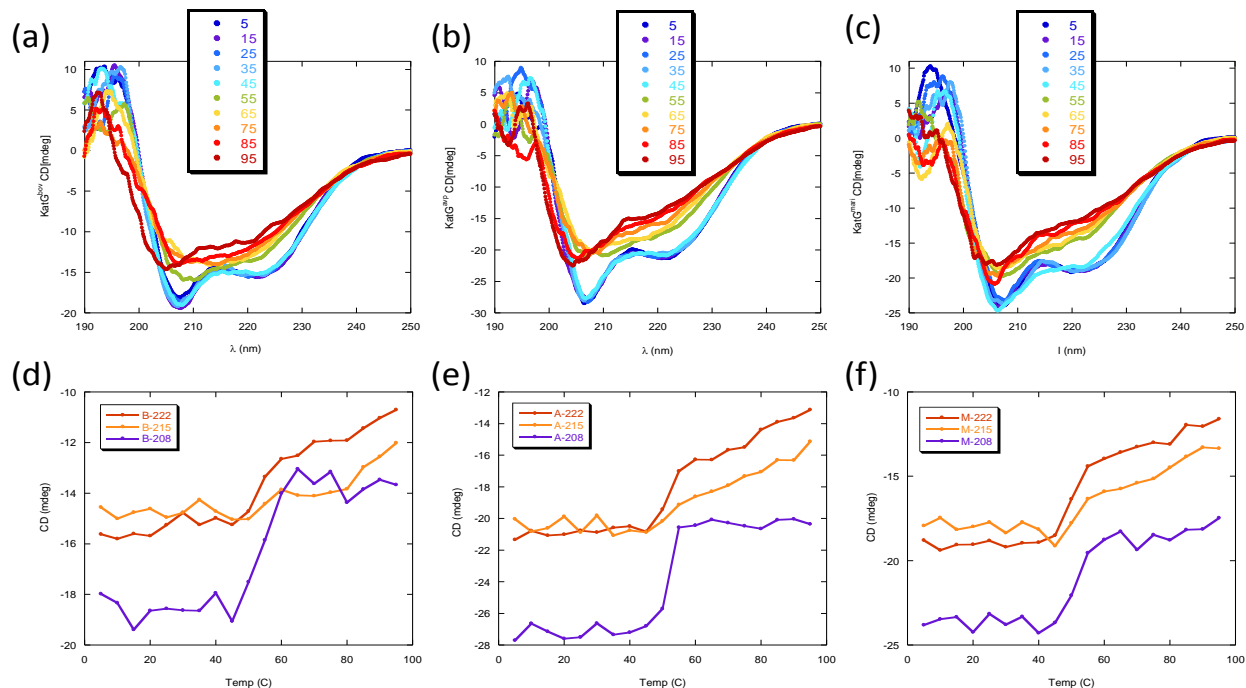 (a)
5
15
25
35
45
55
65
75
85
95
10
5
0
-5
-10
-15
-20
190 200 210 220 230 240 250
KatG^bov CD[mdeg]
λ (nm)
(b)
5
15
25
35
45
55
65
75
85
95
10
5
0
-5
-10
-15
-20
-25
-30
190 200 210 220 230 240 250
KatG^avp CD[mdeg]
λ (nm)
(c)
5
15
25
35
45
55
65
75
85
95
10
5
0
-5
-10
-15
-20
-25
190 200 210 220 230 240 250
KatG^mari CD[mdeg]
l (nm)
(d)
B-222
B-215
B-208
-10
-12
-14
-16
-18
-20
0 20 40 60 80 100
CD (mdeg)
Temp (C)
(e)
A-222
A-215
A-208
-12
-14
-16
-18
-20
-22
-24
-26
-28
0 20 40 60 80 100
CD (mdeg)
Temp (C)
(f)
M-222
M-215
M-208
-10
-15
-20
-25
-30
0 20 40 60 80 100
CD (mdeg)
Temp (C)